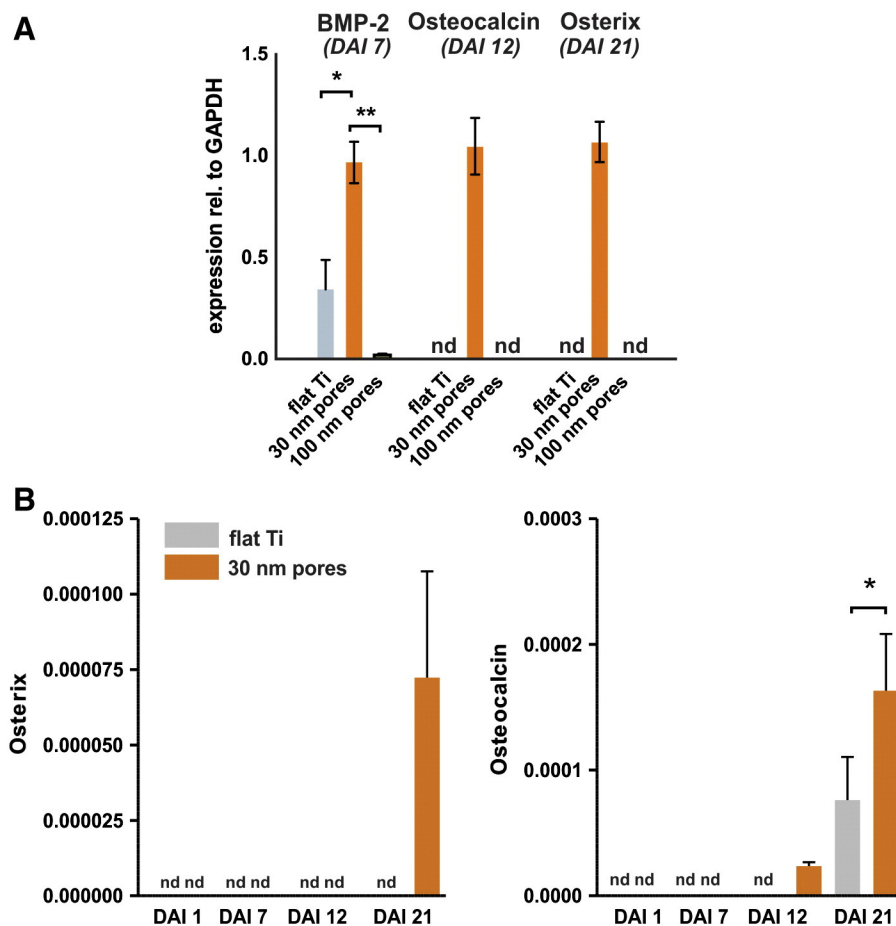 A
BMP-2 Osteocalcin Osterix
(DAI 7) (DAI 12) (DAI 21)
expression rel. to GAPDH
1.5
1.0
0.5
0.0
*
**
nd nd nd nd
flat Ti
30 nm pores
100 nm pores
flat Ti
30 nm pores
100 nm pores
flat Ti
30 nm pores
100 nm pores
B
Osterix
0.000125
0.000100
0.000075
0.000050
0.000025
0.000000
flat Ti
30 nm pores
nd nd nd nd nd nd nd
DAI 1 DAI 7 DAI 12 DAI 21
Osteocalcin
0.0003
0.0002
0.0001
0.0000
*
nd nd nd nd nd
DAI 1 DAI 7 DAI 12 DAI 21